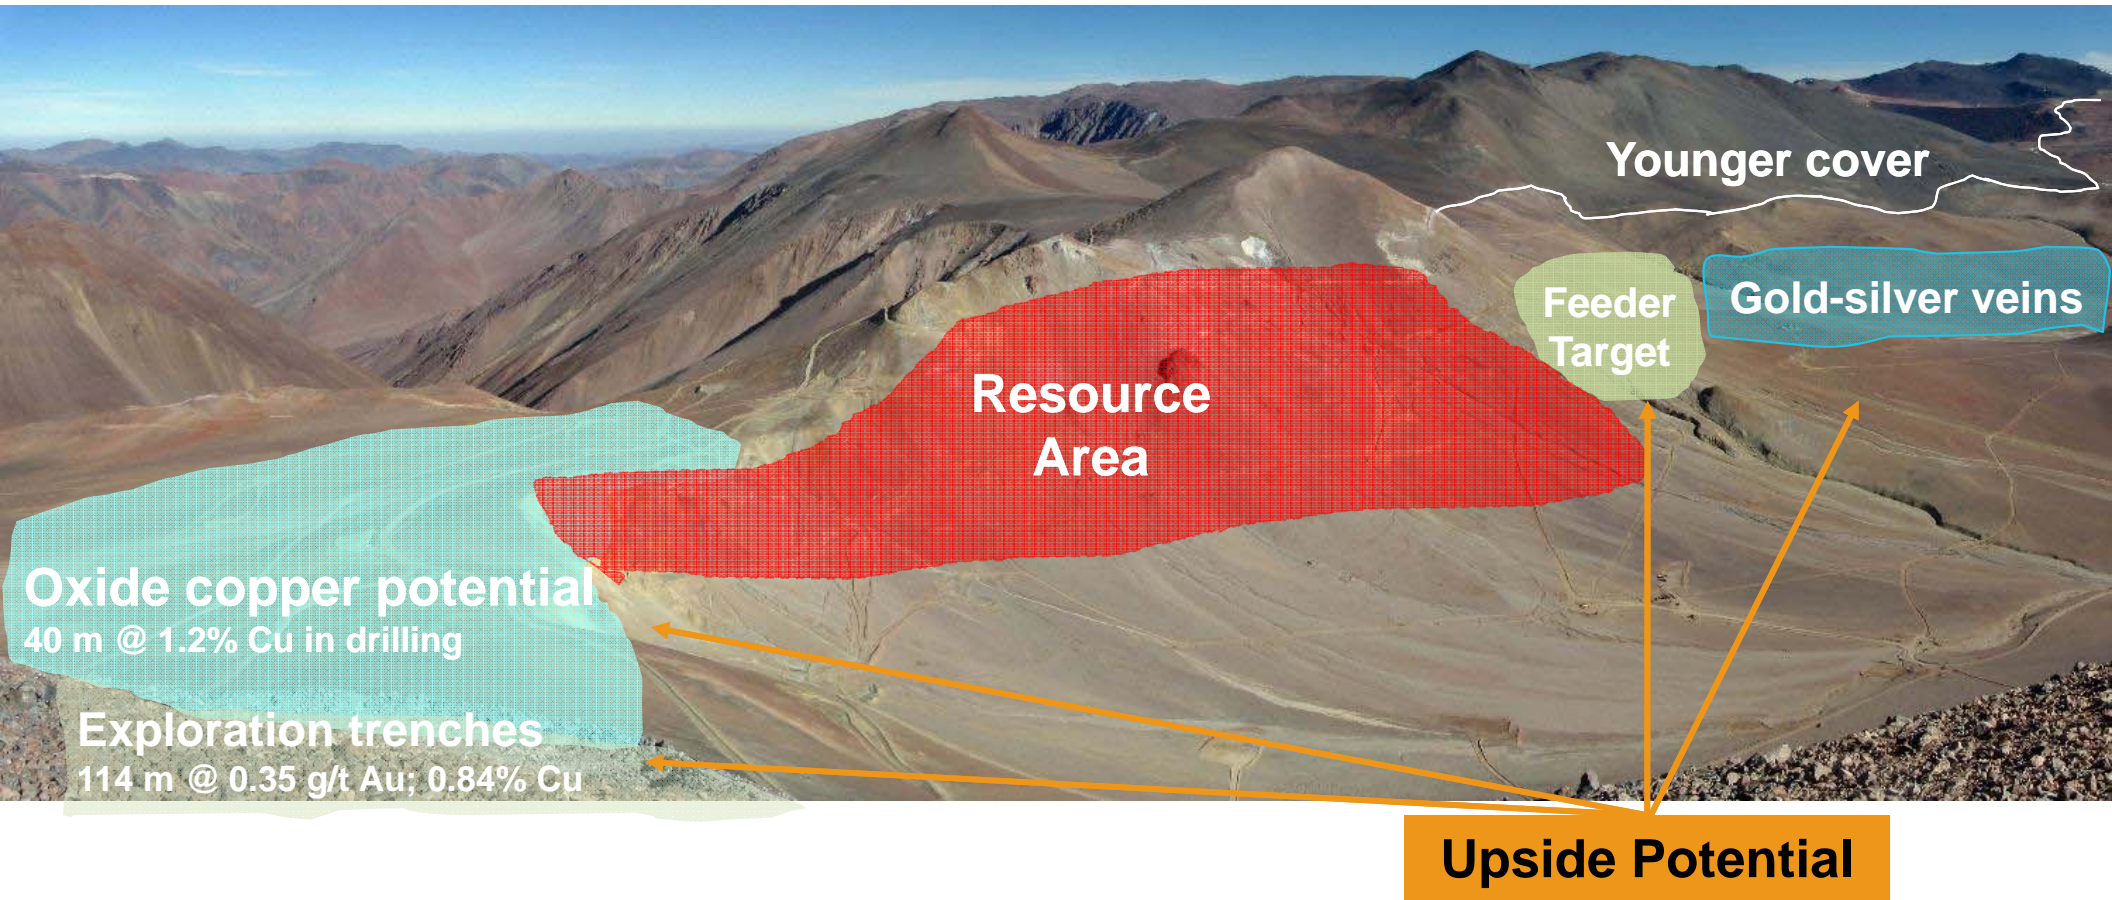 Younger cover
Feeder
Target
Gold-silver veins
Resource
Area
Oxide copper potential
40 m @ 1.2% Cu in drilling
Exploration trenches
114 m @ 0.35 g/t Au; 0.84% Cu
Upside Potential